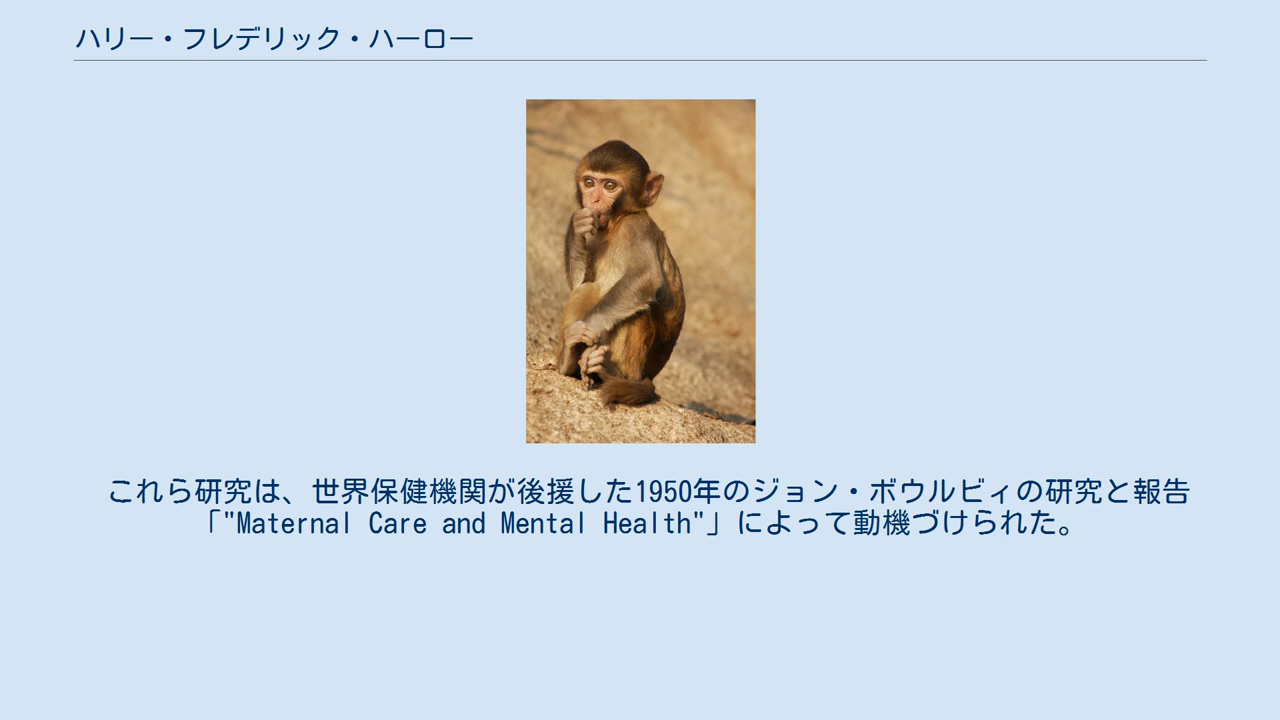 ハリー・フレデリック・ハーロー
これら研究は、世界保健機関が後援した1950年のジョン・ボウルビィの研究と報告
「"Maternal Care and Mental Health"」によって動機づけられた。